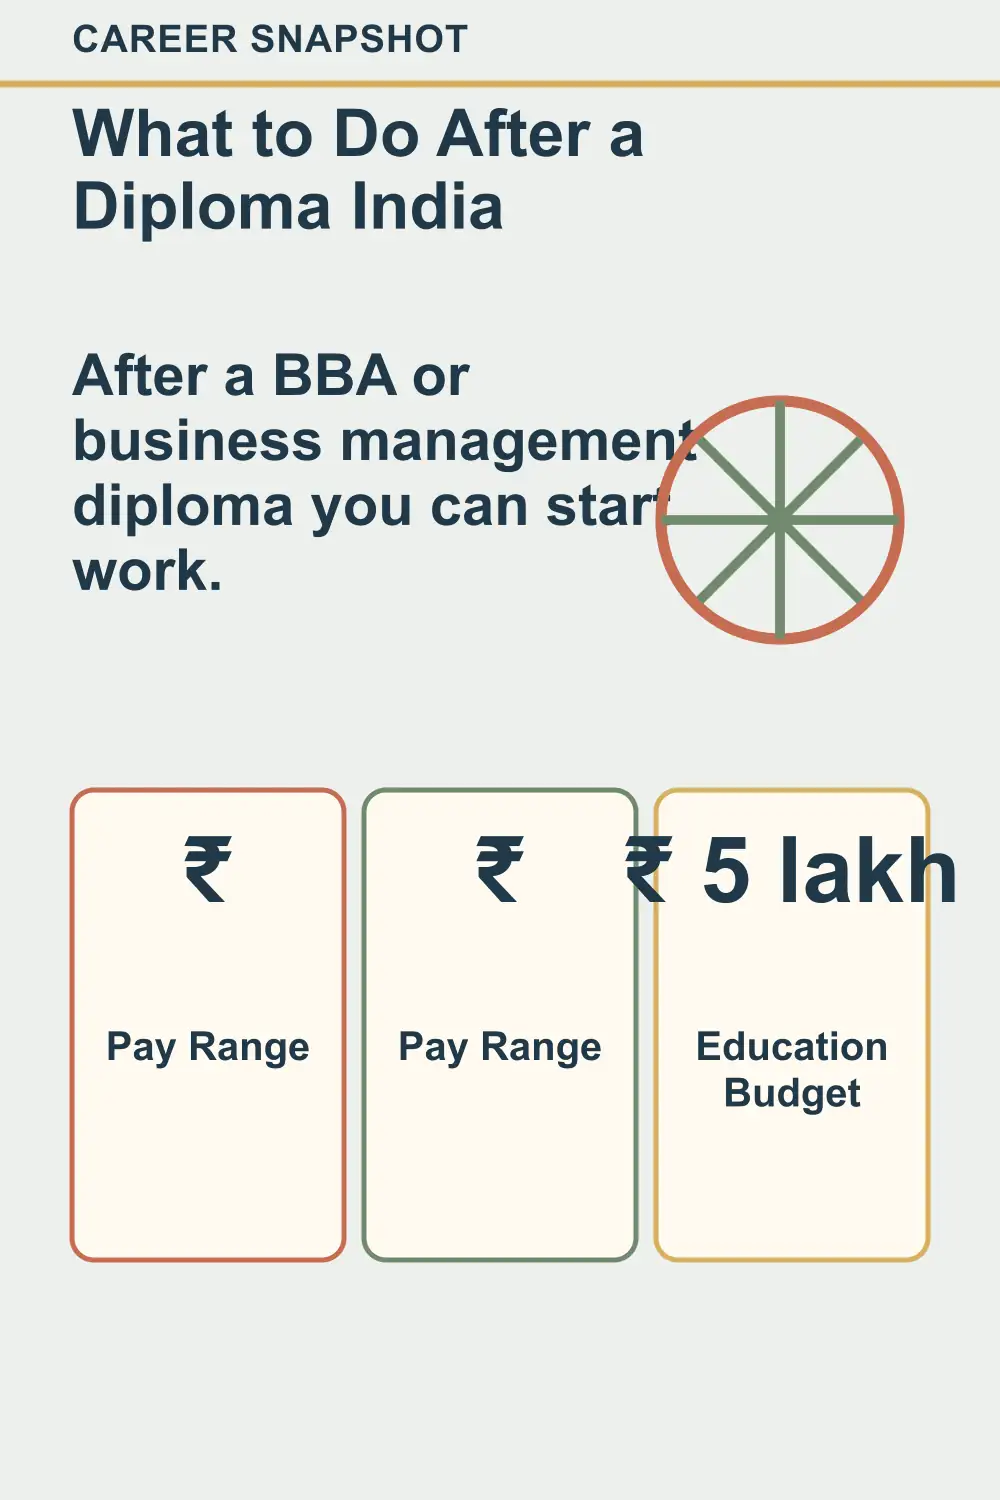 CAREER SNAPSHOT
What to Do After a
Diploma India
After a BBA or
business management
diploma you can start
work.
₹
₹
₹ 5 lakh
Pay Range
Pay Range
Education
Budget